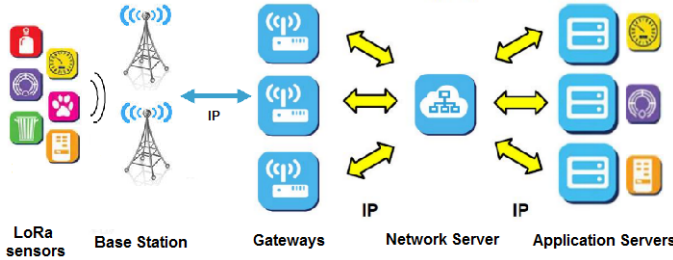 IP
IP
IP
LoRa
sensors
Base Station
Gateways
Network Server
Application Servers